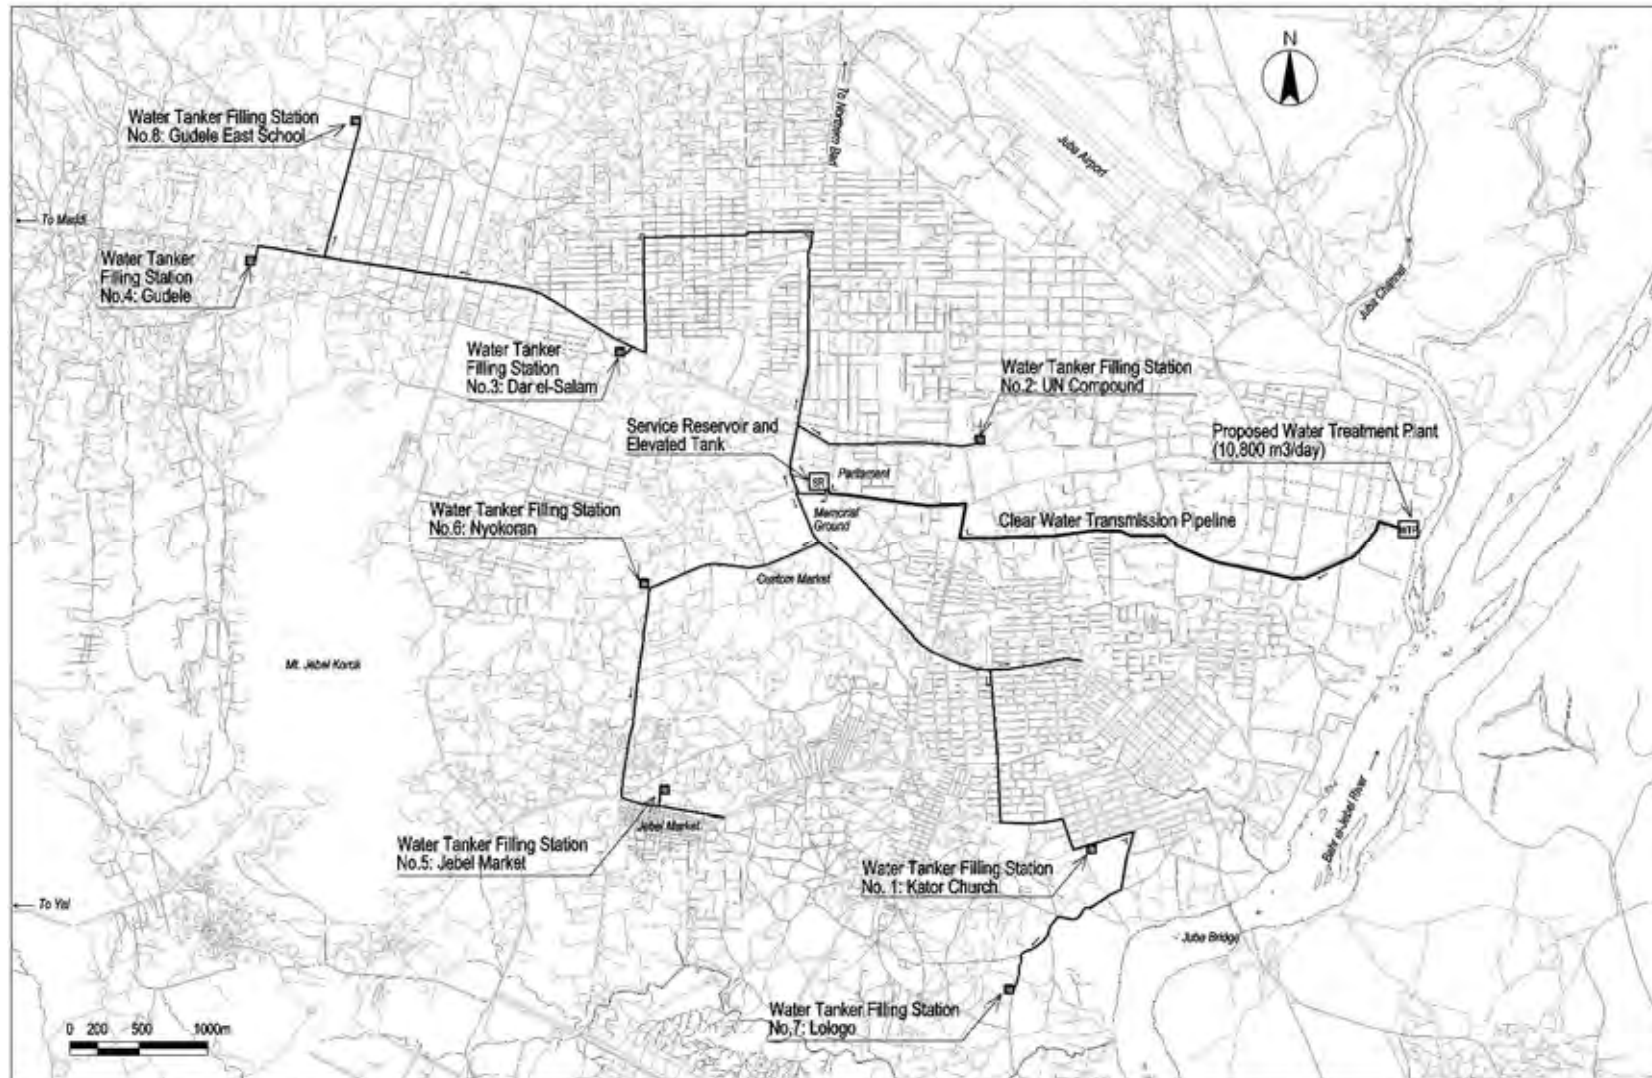 N
Water Tanker Filling Station
No.8: Gudele East School
To Northern Bari
Juba Airport
To Maridi
Water Tanker
Filling Station
No.4: Gudele
Juba Channel
Water Tanker
Filling Station
No.3: Dar el-Salam
Water Tanker Filling Station
No.2: UN Compound
Service Reservoir and
Elevated Tank
Proposed Water Treatment Plant
(10,800 m3/day)
SR
Parliament
Water Tanker Filling Station
No.6: Nyokoran
Memorial
Ground
Clear Water Transmission Pipeline
WTP
Custom Market
Mt. Jebel Korok
Bahr el-Jebel River
Jebel Market
Water Tanker Filling Station
No.5: Jebel Market
Water Tanker Filling Station
No. 1: Kator Church
To Yei
Juba Bridge
Water Tanker Filling Station
No.7: Lologo
0 200 500 1000m